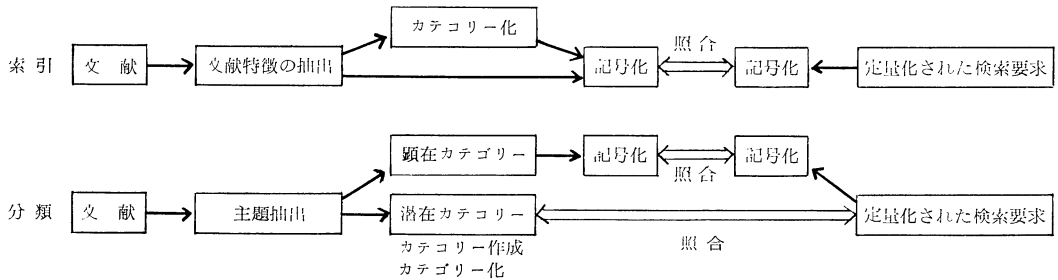 カテゴリー化
照合
索引
文献
文献特徴の抽出
記号化
記号化
定量化された検索要求
顕在カテゴリー
記号化
記号化
照合
分類
文献
主題抽出
潜在カテゴリー
定量化された検索要求
照合
カテゴリー作成
カテゴリー化